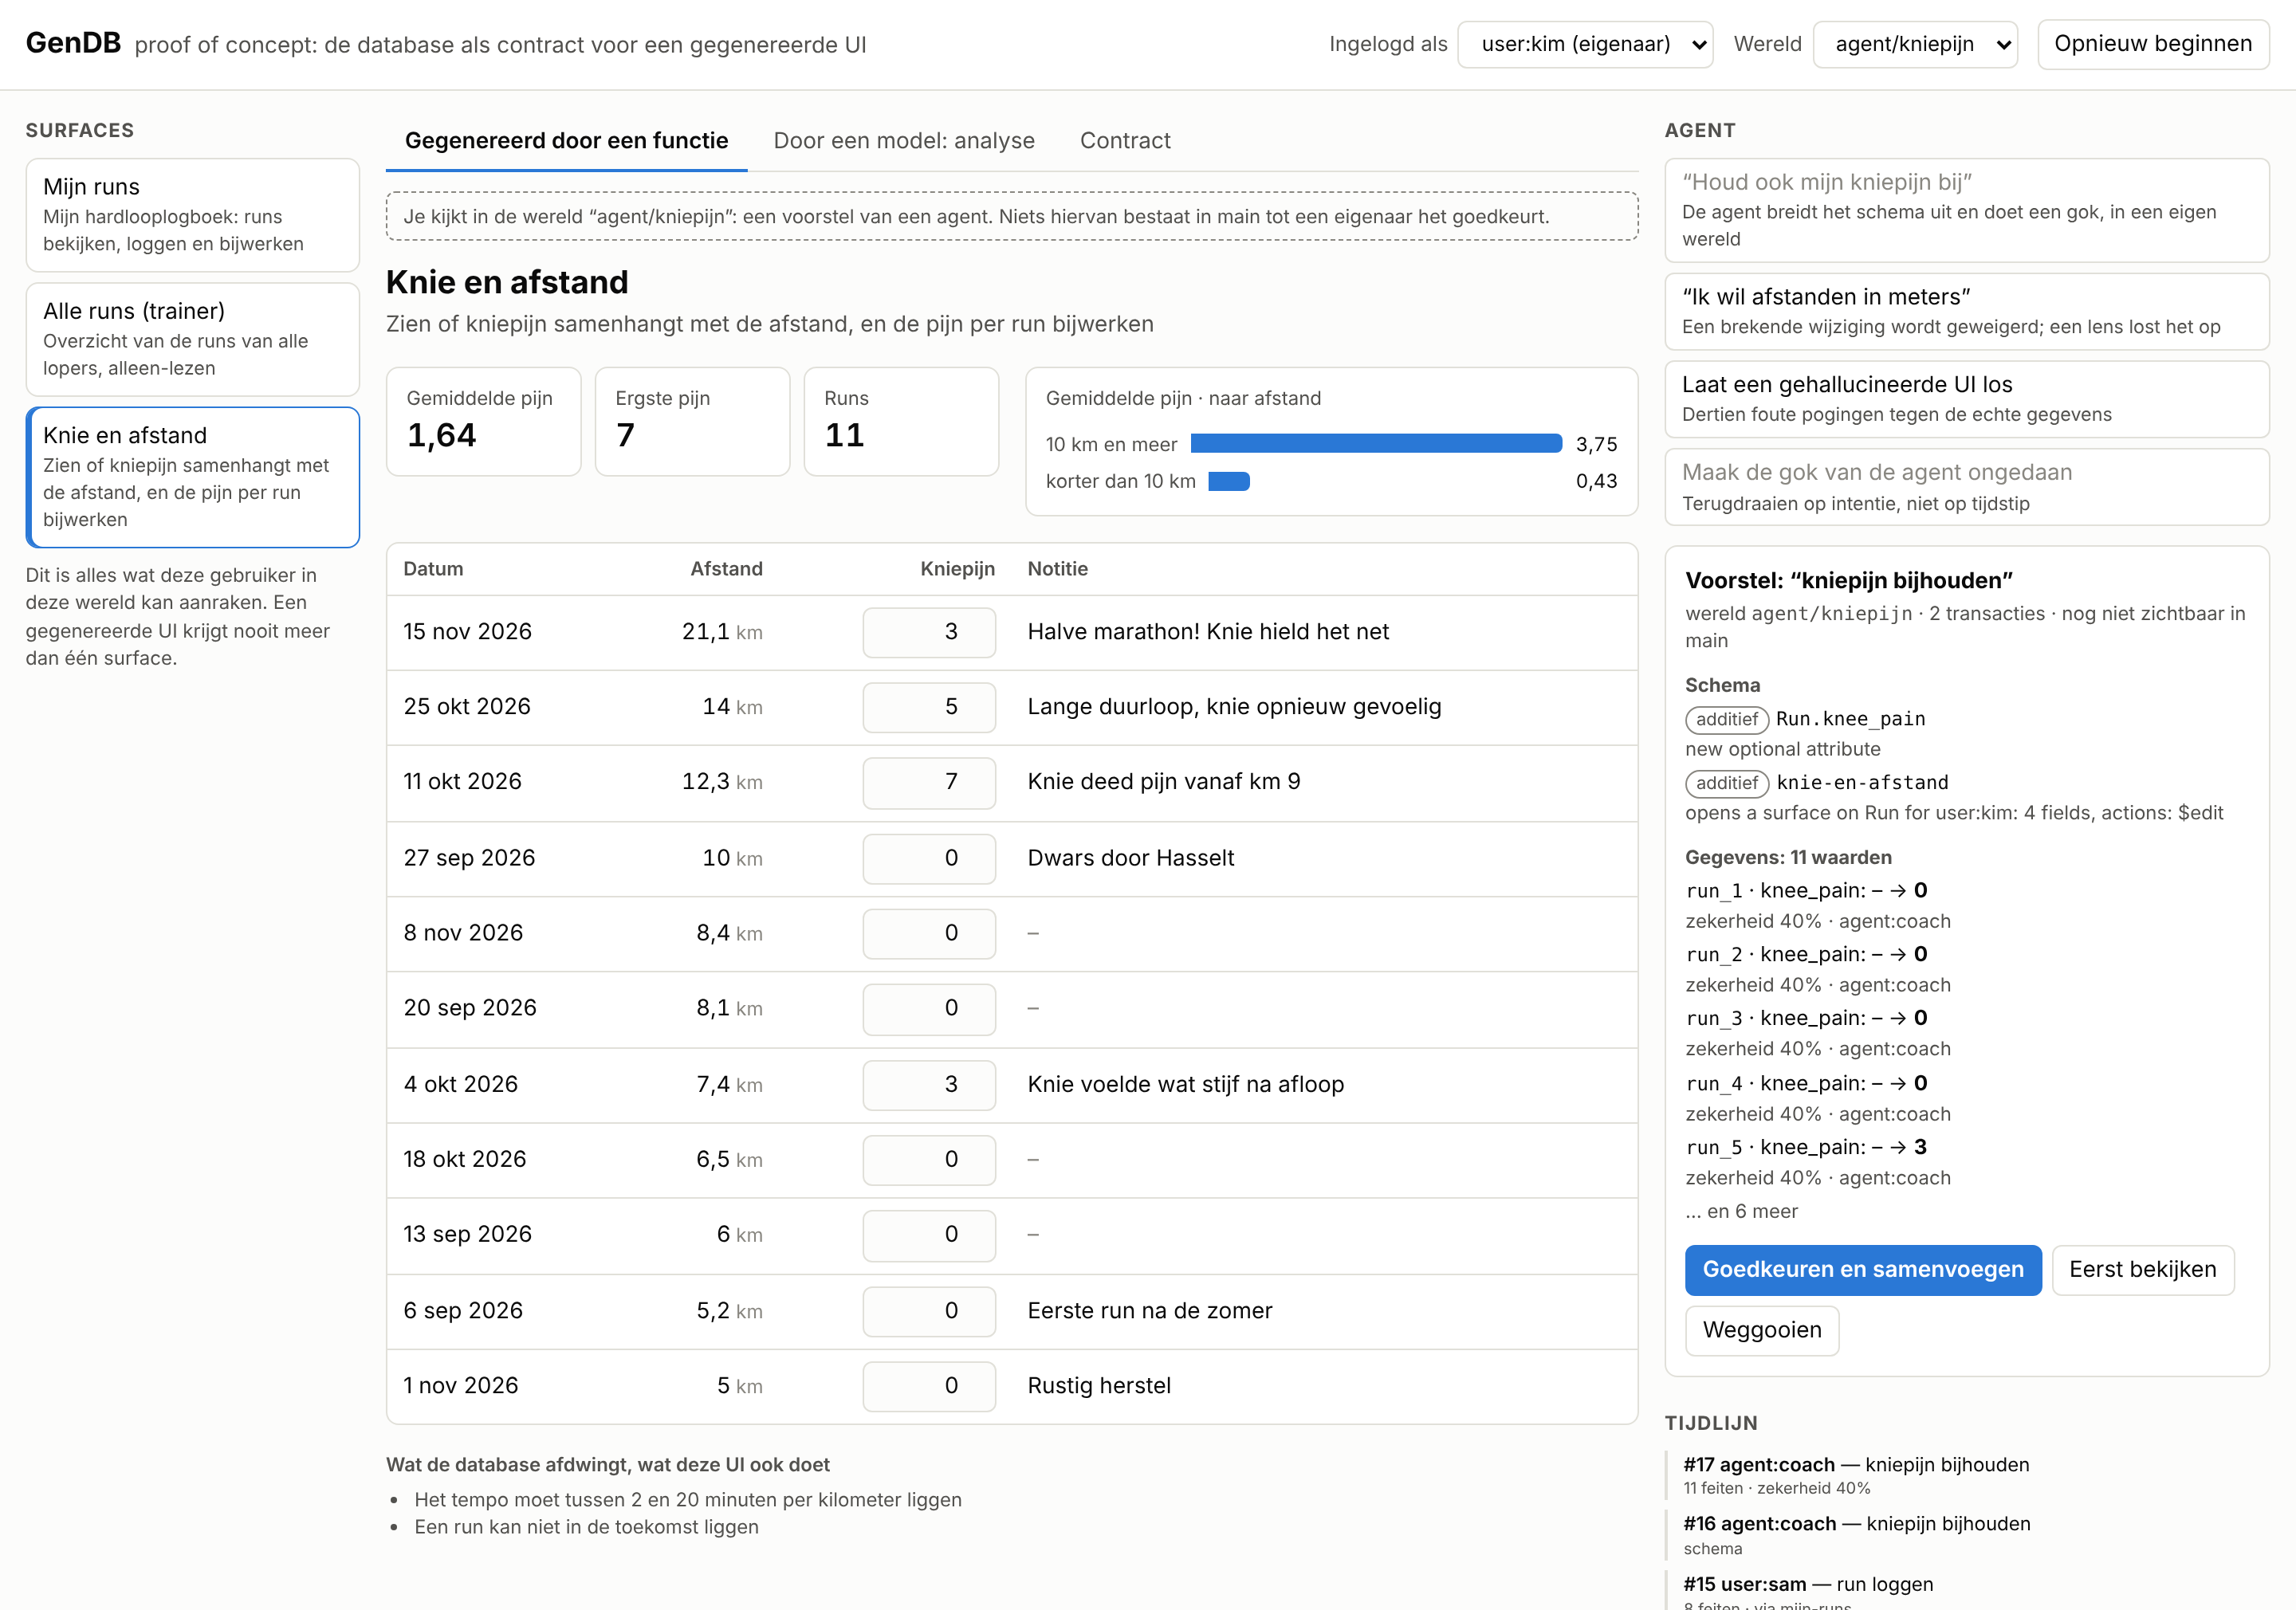 GenDB proof of concept: de database als contract voor een gegenereerde UI
Ingelogd als user:kim (eigenaar) Wereld agent/kniepijn Opnieuw beginnen
SURFACES
Mijn runs
Mijn hardlooplogboek: runs
bekijken, loggen en bijwerken
Alle runs (trainer)
Overzicht van de runs van alle
lopers, alleen-lezen
Knie en afstand
Zien of kniepijn samenhangt met
de afstand, en de pijn per run
bijwerken
Dit is alles wat deze gebruiker in
deze wereld kan aanraken. Een
gegenereerde UI krijgt nooit meer
dan één surface.
Gegenereerd door een functie Door een model: analyse Contract
Je kijkt in de wereld “agent/kniepijn”: een voorstel van een agent. Niets hiervan bestaat in main tot een eigenaar het goedkeurt.
Knie en afstand
Zien of kniepijn samenhangt met de afstand, en de pijn per run bijwerken
Gemiddelde pijn
1,64
Ergste pijn
7
Runs
11
Gemiddelde pijn · naar afstand
10 km en meer 3,75
korter dan 10 km 0,43
Datum Afstand Kniepijn Notitie
15 nov 2026 21,1 km 3 Halve marathon! Knie hield het net
25 okt 2026 14 km 5 Lange duurloop, knie opnieuw gevoelig
11 okt 2026 12,3 km 7 Knie deed pijn vanaf km 9
27 sep 2026 10 km 0 Dwars door Hasselt
8 nov 2026 8,4 km 0 –
20 sep 2026 8,1 km 0 –
4 okt 2026 7,4 km 3 Knie voelde wat stijf na afloop
18 okt 2026 6,5 km 0 –
13 sep 2026 6 km 0 –
6 sep 2026 5,2 km 0 Eerste run na de zomer
1 nov 2026 5 km 0 Rustig herstel
Wat de database afdwingt, wat deze UI ook doet
• Het tempo moet tussen 2 en 20 minuten per kilometer liggen
• Een run kan niet in de toekomst liggen
AGENT
“Houd ook mijn kniepijn bij”
De agent breidt het schema uit en doet een gok, in een eigen
wereld
“Ik wil afstanden in meters”
Een brekende wijziging wordt geweigerd; een lens lost het op
Laat een gehallucineerde UI los
Dertien foute pogingen tegen de echte gegevens
Maak de gok van de agent ongedaan
Terugdraaien op intentie, niet op tijdstip
Voorstel: “kniepijn bijhouden”
wereld agent/kniepijn · 2 transacties · nog niet zichtbaar in
main
Schema
additief Run.knee_pain
new optional attribute
additief knie-en-afstand
opens a surface on Run for user:kim: 4 fields, actions: $edit
Gegevens: 11 waarden
run_1 · knee_pain: – → 0
zekerheid 40% · agent:coach
run_2 · knee_pain: – → 0
zekerheid 40% · agent:coach
run_3 · knee_pain: – → 0
zekerheid 40% · agent:coach
run_4 · knee_pain: – → 0
zekerheid 40% · agent:coach
run_5 · knee_pain: – → 3
zekerheid 40% · agent:coach
... en 6 meer
Goedkeuren en samenvoegen Eerst bekijken
Weggooien
TIJDLIJN
#17 agent:coach — kniepijn bijhouden
11 feiten · zekerheid 40%
#16 agent:coach — kniepijn bijhouden
schema
#15 user:sam — run loggen
8 feiten · via mijn-runs